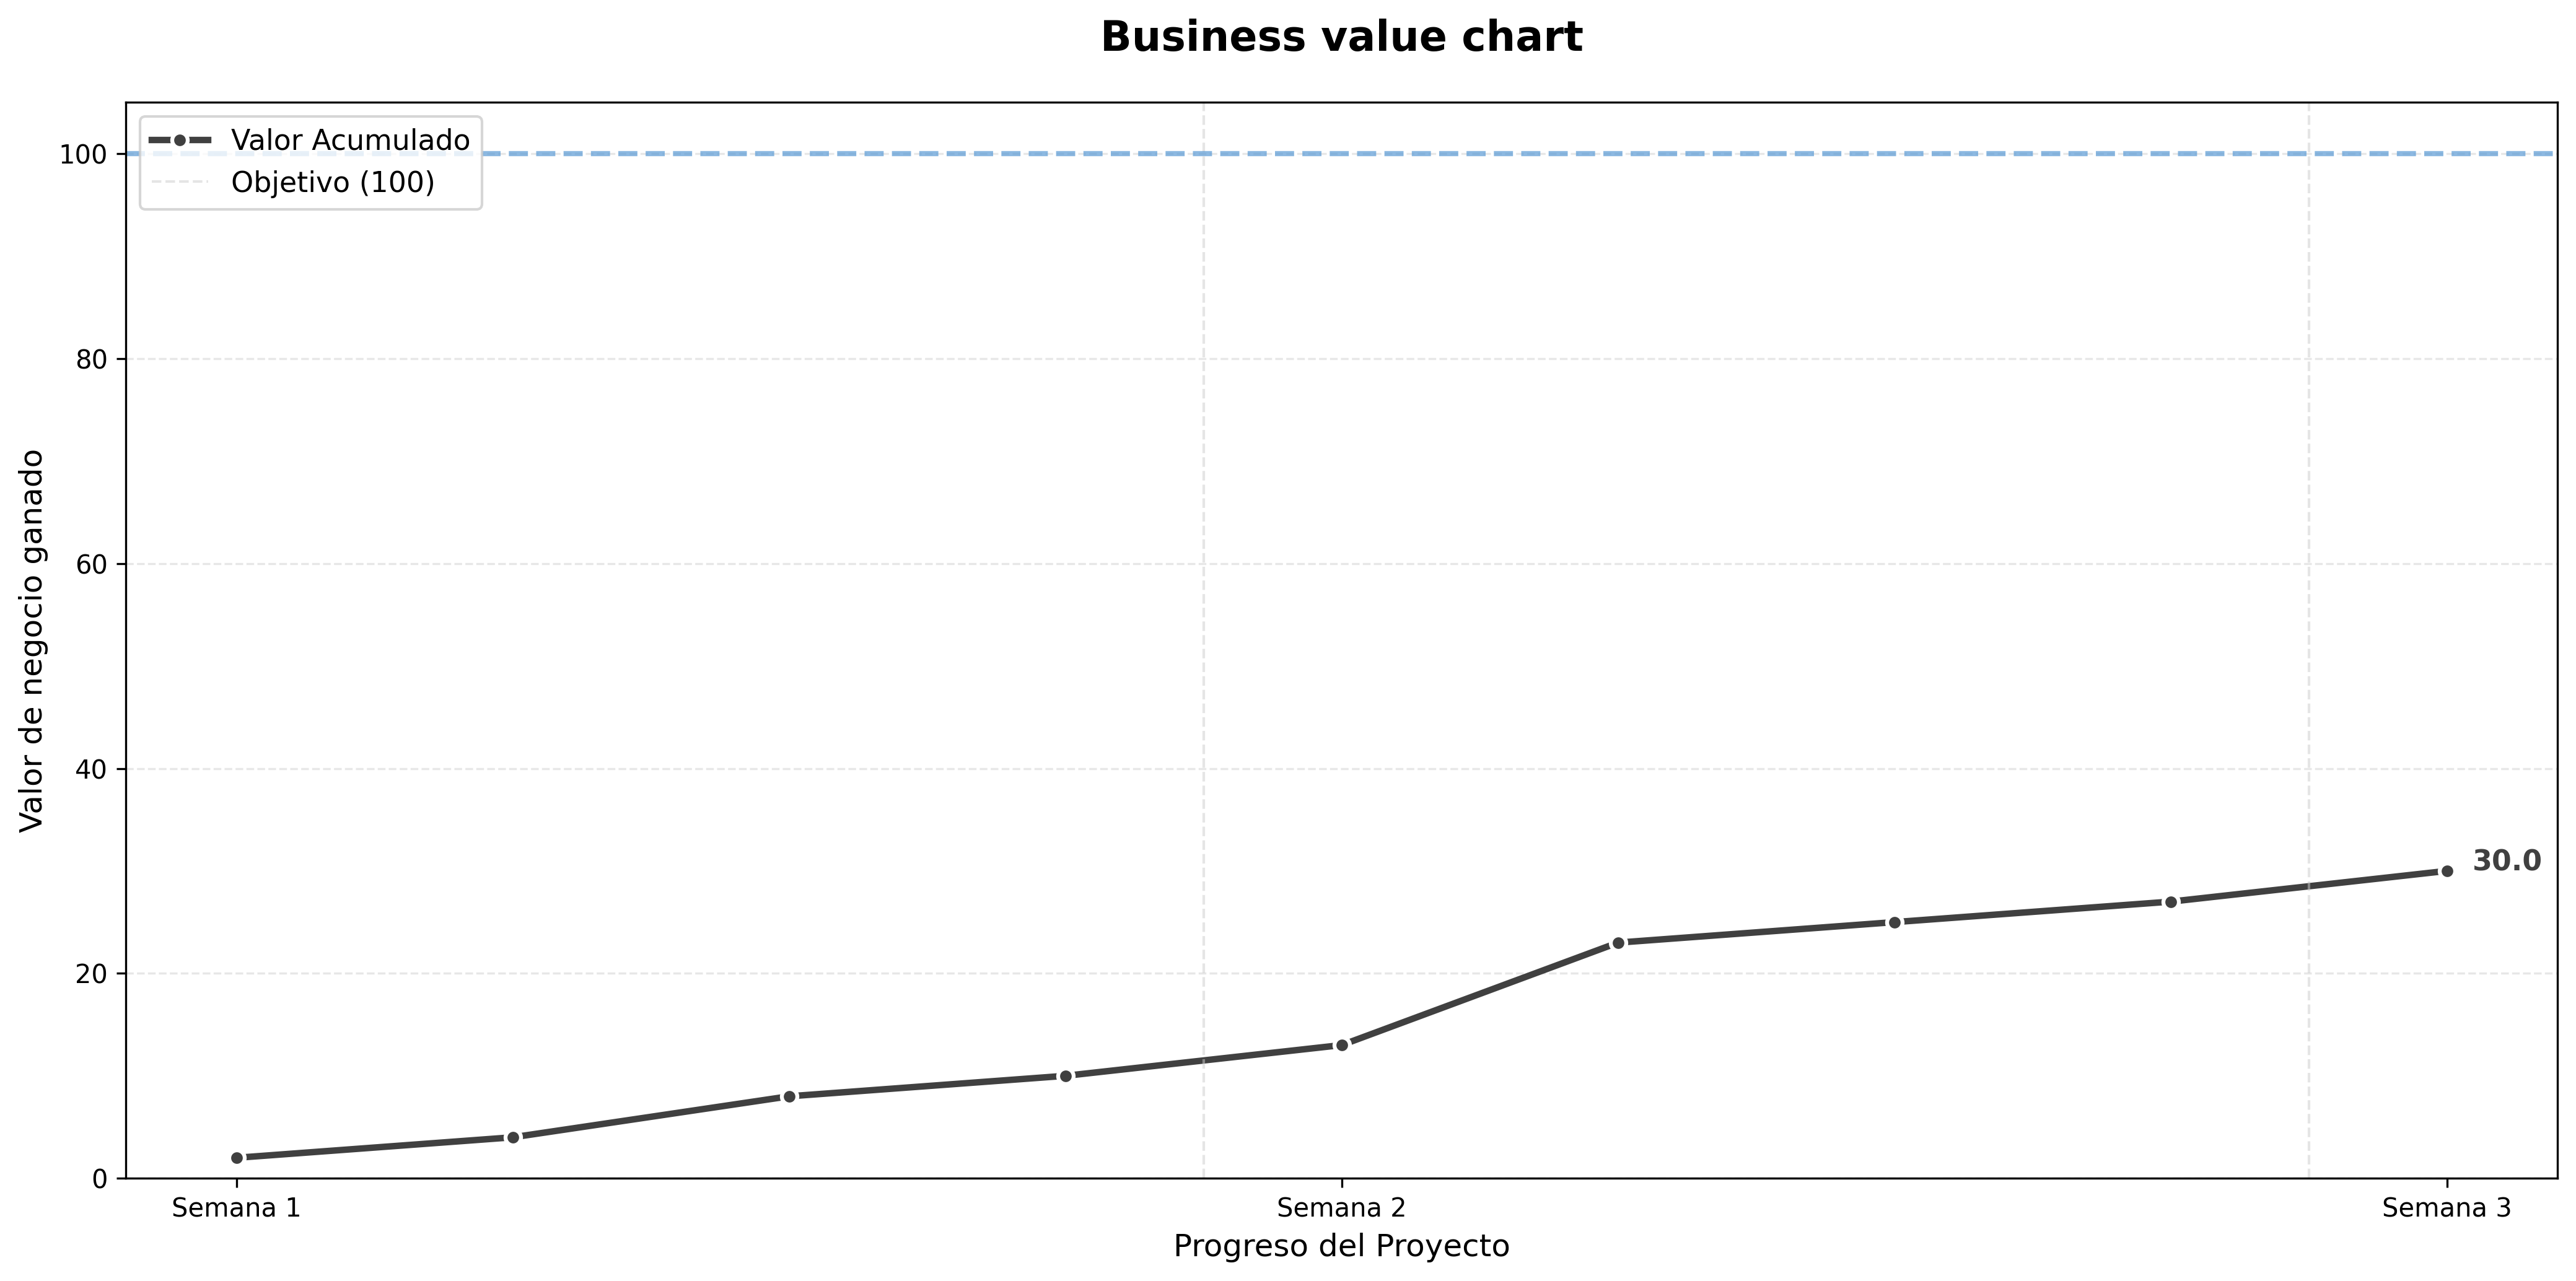 Business value chart
Valor Acumulado
Objetivo (100)
100
80
60
40
20
0
Valor de negocio ganado
30.0
Semana 1
Semana 2
Semana 3
Progreso del Proyecto